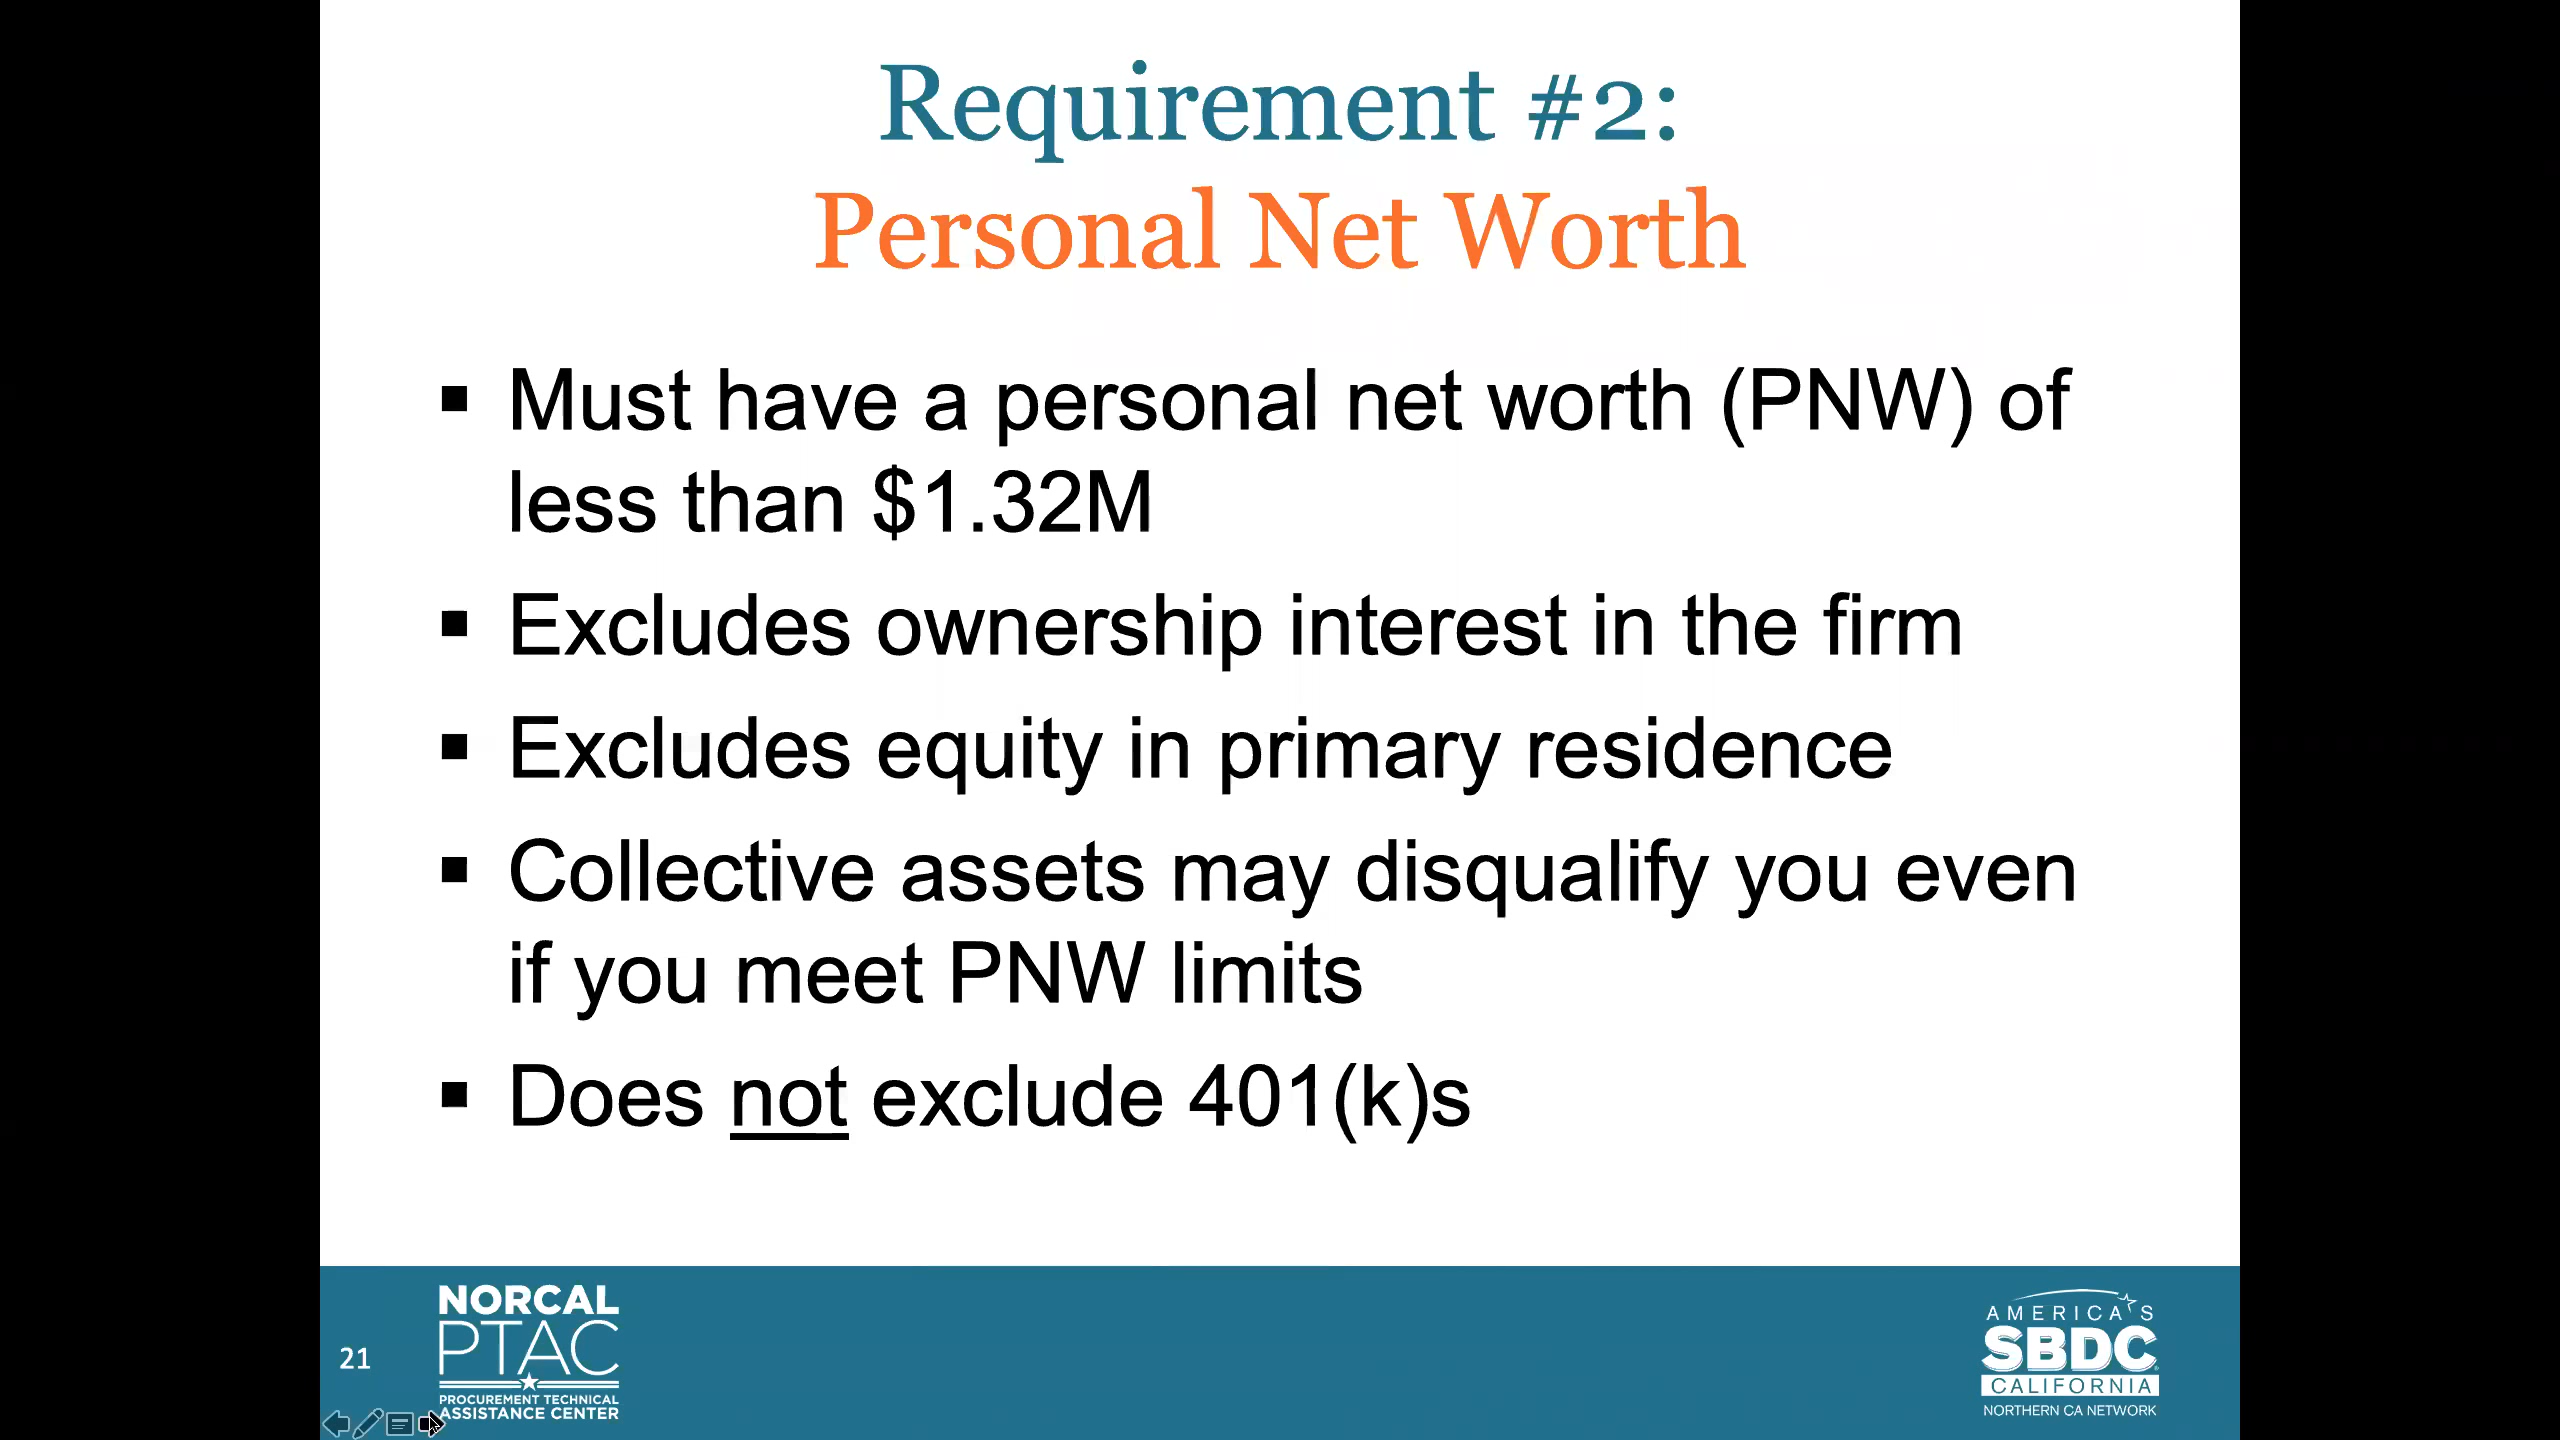 Requirement #2:
Personal Net Worth
▪ Must have a personal net worth (PNW) of
less than $1.32M
▪ Excludes ownership interest in the firm
▪ Excludes equity in primary residence
▪ Collective assets may disqualify you even
if you meet PNW limits
▪ Does not exclude 401(k)s
21
NORCAL
PTAC
PROCUREMENT TECHNICAL
ASSISTANCE CENTER
AMERICA'S
SBDC
CALIFORNIA
NORTHERN CA NETWORK